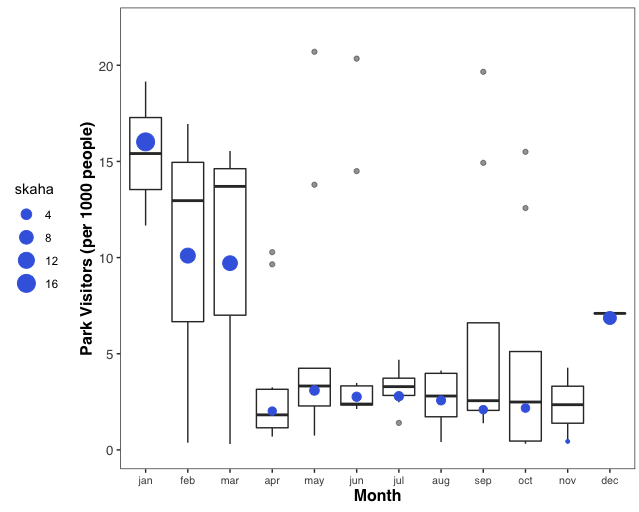 skaha
4
8
12
16
Park Visitors (per 1000 people)
20
15
10
5
0
jan feb mar apr may jun jul aug sep oct nov dec
Month